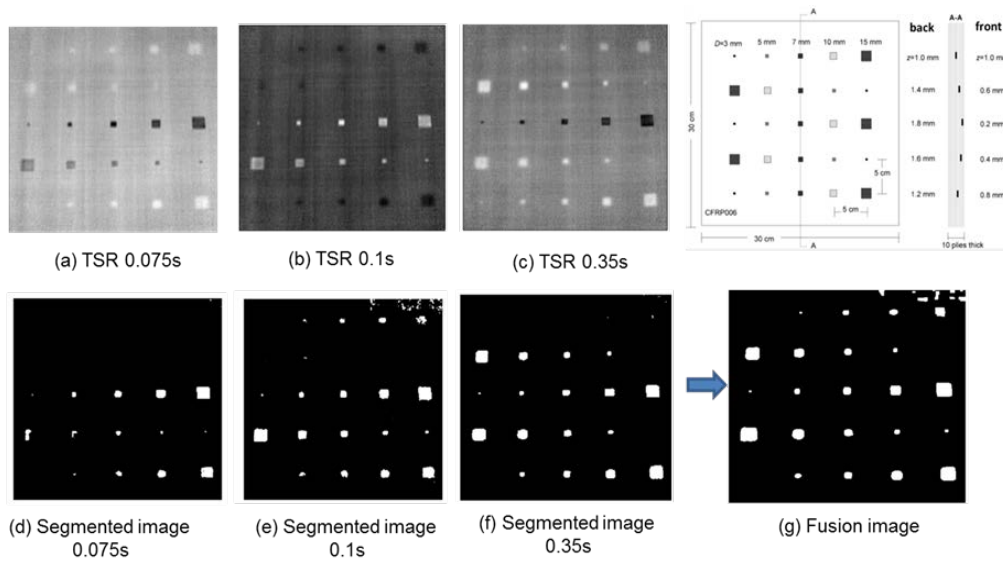 A
back
A-A
front
D=3 mm
5 mm
7 mm
10 mm
15 mm
z=1.0 mm
z=1.0 mm
1.4 mm
0.6 mm
30 cm
1.8 mm
0.2 mm
1.6 mm
0.4 mm
5 cm
1.2 mm
0.8 mm
CFRP006
5 cm
30 cm
A
10 plies thick
(a) TSR 0.075s
(b) TSR 0.1s
(c) TSR 0.35s
(d) Segmented image
0.075s
(e) Segmented image
0.1s
(f) Segmented image
0.35s
(g) Fusion image